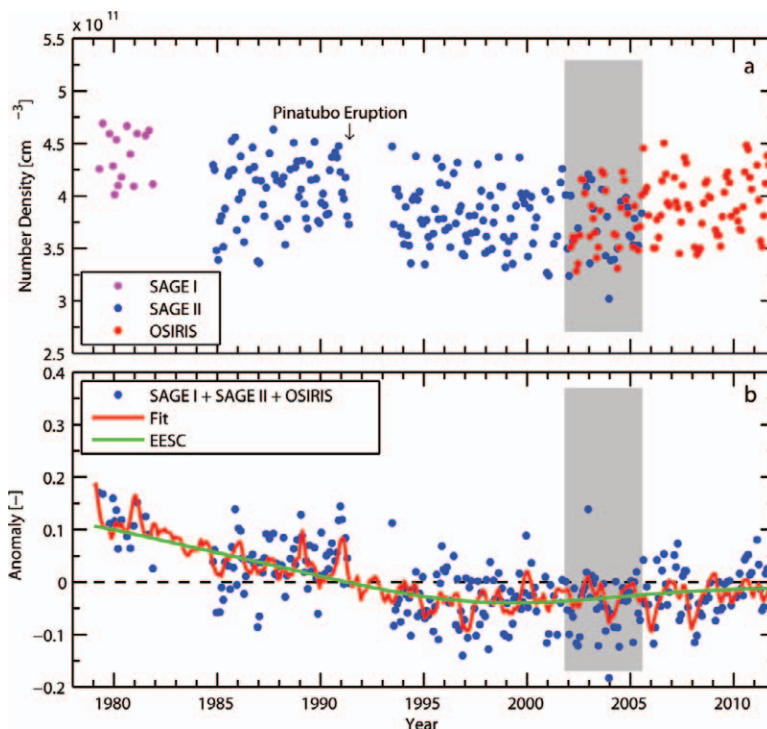 x 10 11
5.5
5
4.5
4
3.5
3
2.5
Number Density [cm -3]
a
Pinatubo Eruption
↓
SAGE I
SAGE II
OSIRIS
0.4
0.3
0.2
0.1
0
−0.1
−0.2
Anomaly [-]
b
SAGE I + SAGE II + OSIRIS
Fit
EESC
1980 1985 1990 1995 2000 2005 2010
Year